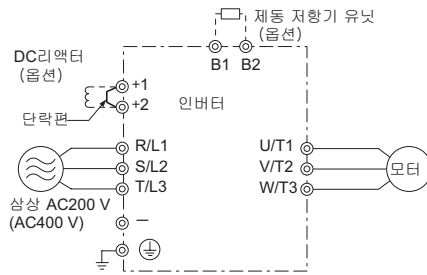 제동 저항기 유닛
(옵션)
B1 B2
DC리액터
(옵션)
+1
+2
단락편
인버터
R/L1
S/L2
T/L3
U/T1
V/T2
W/T3
모터
삼상 AC200 V
(AC400 V)
−